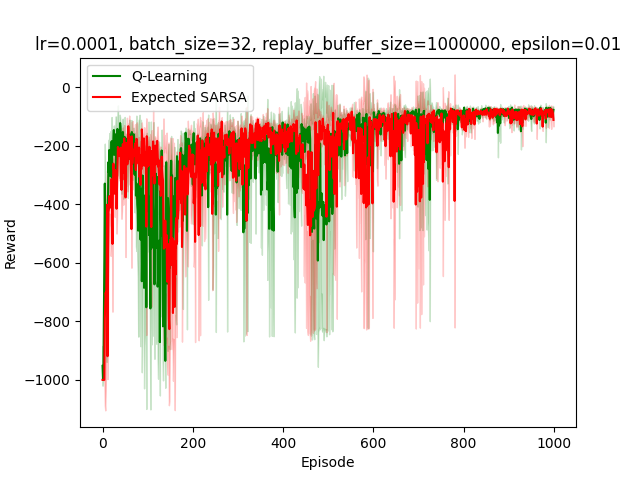 lr=0.0001, batch_size=32, replay_buffer_size=1000000, epsilon=0.01
Q-Learning
Expected SARSA
0
−200
−400
−600
−800
−1000
Reward
0 200 400 600 800 1000
Episode